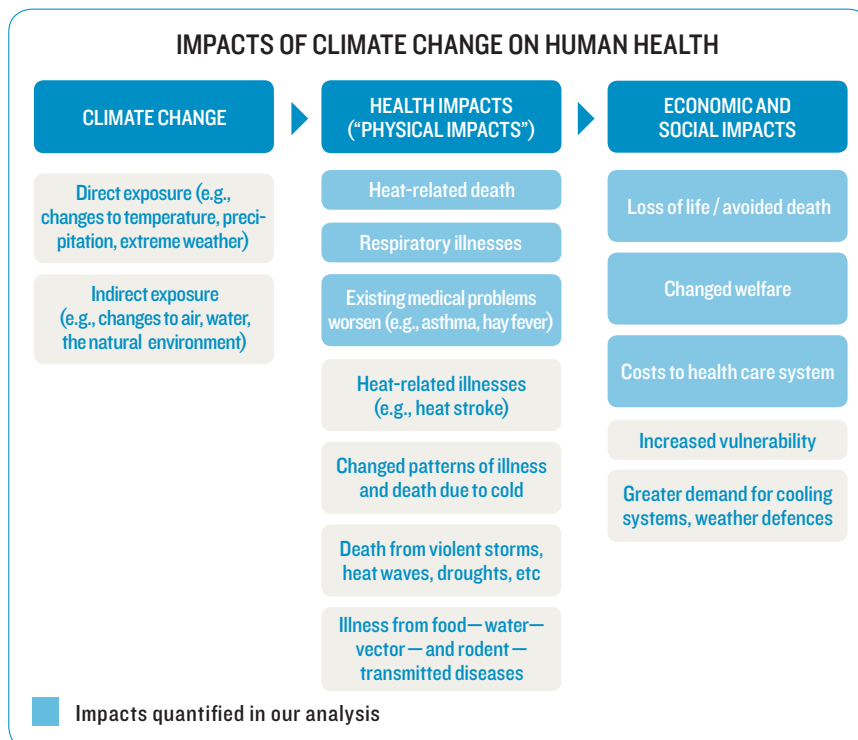 IMPACTS OF CLIMATE CHANGE ON HUMAN HEALTH
CLIMATE CHANGE
Direct exposure (e.g.,
changes to temperature, preci-
pitation, extreme weather)
Indirect exposure
(e.g., changes to air, water,
the natural environment)
HEALTH IMPACTS
(“PHYSICAL IMPACTS”)
Heat-related death
Respiratory illnesses
Existing medical problems
worsen (e.g., asthma, hay fever)
Heat-related illnesses
(e.g., heat stroke)
Changed patterns of illness
and death due to cold
Death from violent storms,
heat waves, droughts, etc
Illness from food— water—
vector — and rodent —
transmitted diseases
ECONOMIC AND
SOCIAL IMPACTS
Loss of life / avoided death
Changed welfare
Costs to health care system
Increased vulnerability
Greater demand for cooling
systems, weather defences
Impacts quantified in our analysis